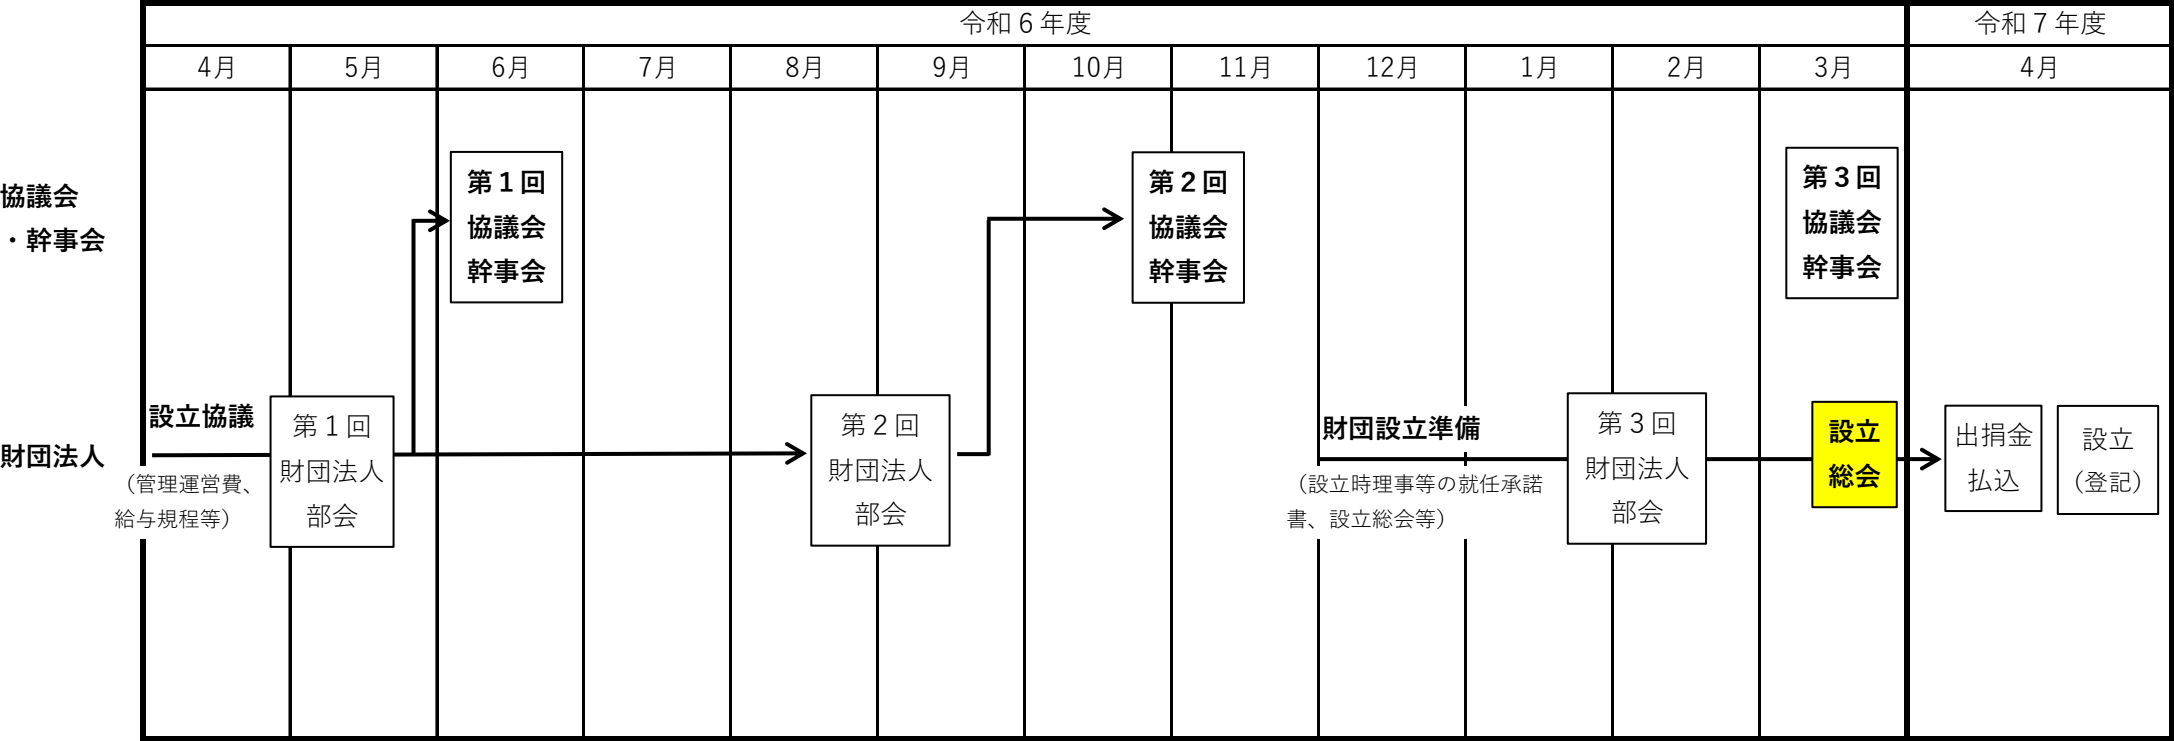 令和６年度
令和７年度
4月
5月
6月
7月
8月
9月
10月
11月
12月
1月
2月
3月
4月
協議会
・幹事会
第１回
協議会
幹事会
第２回
協議会
幹事会
第３回
協議会
幹事会
財団法人
設立協議
（管理運営費、
給与規程等）
第１回
財団法人
部会
第２回
財団法人
部会
財団設立準備
（設立時理事等の就任承諾
書、設立総会等）
第３回
財団法人
部会
設立
総会
出捐金
払込
設立
（登記）